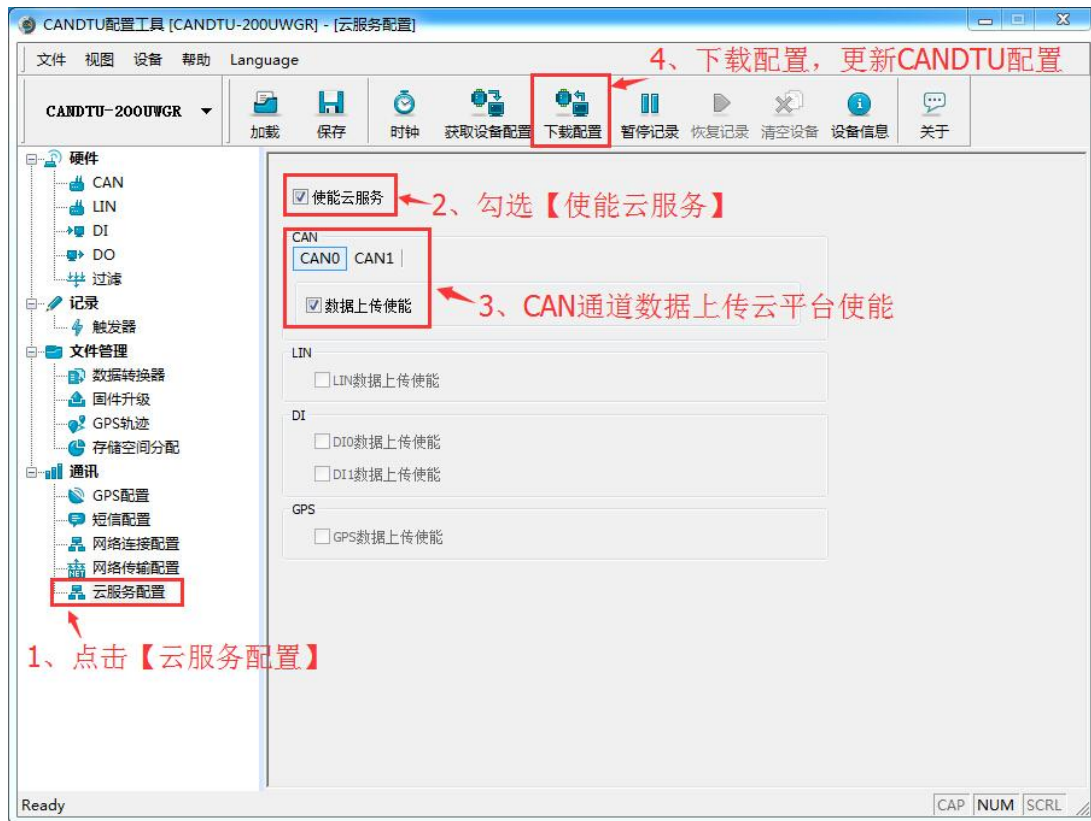 CANDTU配置工具 [CANDTU-200UWGR] - [云服务配置]
文件 视图 设备 帮助 Language
4、下载配置，更新CANDTU配置
CANDTU-200UWGR
加载 保存 时钟 获取设备配置 下载配置 暂停记录 恢复记录 清空设备 设备信息 关于
硬件
CAN
LIN
DI
DO
过滤
记录
触发器
文件管理
数据转换器
固件升级
GPS轨迹
存储空间分配
通讯
GPS配置
短信配置
网络连接配置
网络传输配置
云服务配置
1、点击【云服务配置】
使能云服务
2、勾选【使能云服务】
CAN
CAN0 CAN1
数据上传使能
3、CAN通道数据上传云平台使能
LIN
LIN数据上传使能
DI
DI0数据上传使能
DI1数据上传使能
GPS
GPS数据上传使能
Ready
CAP NUM SCRL